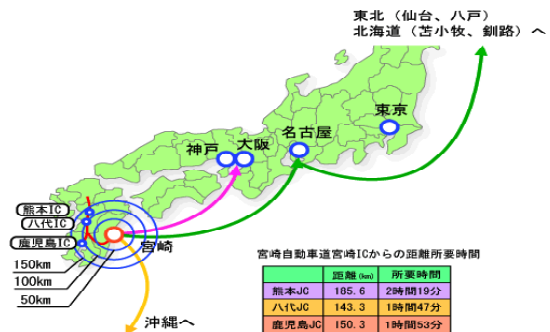 東北（仙台、八戸）
北海道（苫小牧、釧路）へ
東京
名古屋
大阪
神戸
熊本IC
八代IC
鹿児島IC
宮崎
150km
100km
50km
沖縄へ
宮崎自動車道宮崎ICからの距離所要時間
距離(km) 所要時間
熊本JC 185.6 2時間19分
八代JC 143.3 1時間47分
鹿児島JC 150.3 1時間53分